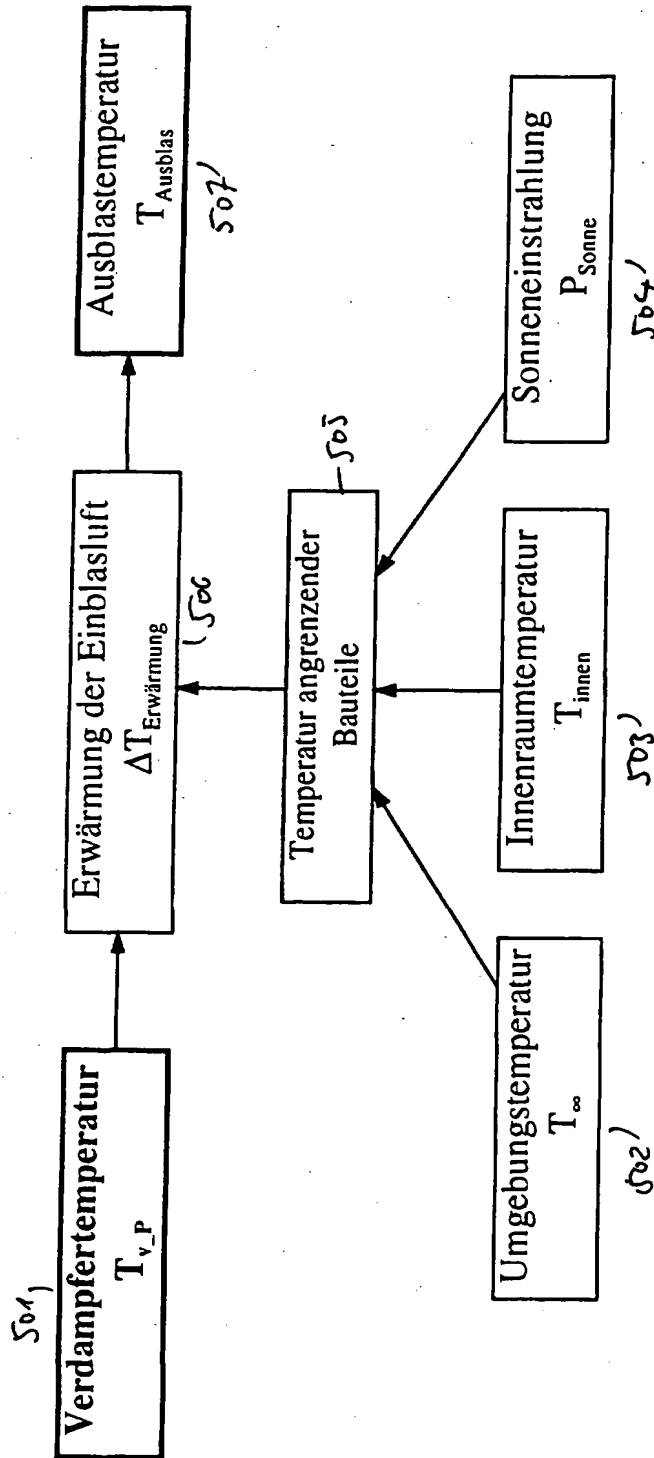 501
Verdampfertemperatur
T_v_P
Erwärmung der Einblasluft
ΔT_Erwärmung
506
Ausblastemperatur
T_Ausblas
507
Temperatur angrenzender
Bauteile
505
Umgebungstemperatur
T_∞
502
Innenraumtemperatur
T_innen
503
Sonneneinstrahlung
P_Sonne
504